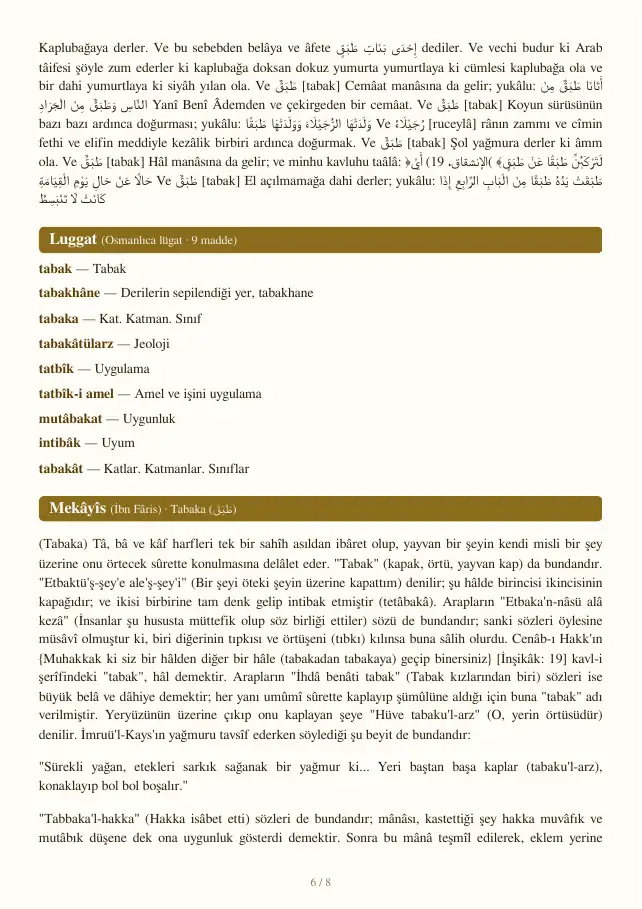 Kaplubağaya derler. Ve bu sebebden belâya ve âfete إِحْدَى بَنَاتِ طَبَقٍ dediler. Ve vechi budur ki Arab
tâifesi şöyle zum ederler ki kaplubağa doksan dokuz yumurta yumurtlaya ki cümlesi kaplubağa ola ve
bir dahi yumurtlaya ki siyâh yılan ola. Ve طَبَقٌ [tabak] Cemâat manâsına da gelir; yukâlu: أَتَانَا طَبَقٌ مِنَ
النَّاسِ وَطَبَقٌ مِنَ الْجَرَادِ Yanî Benî Âdemden ve çekirgeden bir cemâat. Ve طَبَقٌ [tabak] Koyun sürüsünün
bazı bazı ardınca doğurması; yukâlu: وَلَدَتْهَا الرُّجَيْلَاءَ وَوَلَدَتْهَا طَبَقًا Ve رُجَيْلَاءُ [ruceylâ] rânın zammı ve cîmin
fethi ve elifin meddiyle kezâlik birbiri ardınca doğurmak. Ve طَبَقٌ [tabak] Şol yağmura derler ki âmm
ola. Ve طَبَقٌ [tabak] Hâl manâsına da gelir; ve minhu kavluhu taâlâ: ﴿لَتَرْكَبُنَّ طَبَقًا عَنْ طَبَقٍ﴾ (الإنشقاق، 19) أَيْ
حَالًا عَنْ حَالٍ يَوْمَ الْقِيَامَةِ Ve طَبَقٌ [tabak] El açılmamağa dahi derler; yukâlu: طَبَقَتْ يَدُهُ طَبَقًا مِنَ الْبَابِ الرَّابِعِ إِذَا
كَانَتْ لَا تَنْبَسِطُ
Luggat (Osmanlıca lügat · 9 madde)
tabak — Tabak
tabakhâne — Derilerin sepilendiği yer, tabakhane
tabaka — Kat. Katman. Sınıf
tabakâtülarz — Jeoloji
tatbîk — Uygulama
tatbîk-i amel — Amel ve işini uygulama
mutâbakat — Uygunluk
intibâk — Uyum
tabakât — Katlar. Katmanlar. Sınıflar
Mekâyîs (İbn Fâris) · Tabaka (طَبَقَ)
(Tabaka) Tâ, bâ ve kâf harfleri tek bir sahîh asıldan ibâret olup, yayvan bir şeyin kendi misli bir şey
üzerine onu örtecek sûrette konulmasına delâlet eder. "Tabak" (kapak, örtü, yayvan kap) da bundandır.
"Etbaktü'ş-şey'e ale'ş-şey'i" (Bir şeyi öteki şeyin üzerine kapattım) denilir; şu hâlde birincisi ikincisinin
kapağıdır; ve ikisi birbirine tam denk gelip intibak etmiştir (tetâbakâ). Arapların "Etbaka'n-nâsü alâ
kezâ" (İnsanlar şu hususta müttefik olup söz birliği ettiler) sözü de bundandır; sanki sözleri öylesine
müsâvî olmuştur ki, biri diğerinin tıpkısı ve örtüşeni (tıbkı) kılınsa buna sâlih olurdu. Cenâb-ı Hakk'ın
{Muhakkak ki siz bir hâlden diğer bir hâle (tabakadan tabakaya) geçip binersiniz} [İnşikâk: 19] kavl-i
şerîfindeki "tabak", hâl demektir. Arapların "İhdâ benâti tabak" (Tabak kızlarından biri) sözleri ise
büyük belâ ve dâhiye demektir; her yanı umûmî sûrette kaplayıp şümûlüne aldığı için buna "tabak" adı
verilmiştir. Yeryüzünün üzerine çıkıp onu kaplayan şeye "Hüve tabaku'l-arz" (O, yerin örtüsüdür)
denilir. İmruü'l-Kays'ın yağmuru tavsîf ederken söylediği şu beyit de bundandır:
"Sürekli yağan, etekleri sarkık sağanak bir yağmur ki... Yeri baştan başa kaplar (tabaku'l-arz),
konaklayıp bol bol boşalır."
"Tabbaka'l-hakka" (Hakka isâbet etti) sözleri de bundandır; mânâsı, kastettiği şey hakka muvâfık ve
mutâbık düşene dek ona uygunluk gösterdi demektir. Sonra bu mânâ teşmîl edilerek, eklem yerine
6 / 8